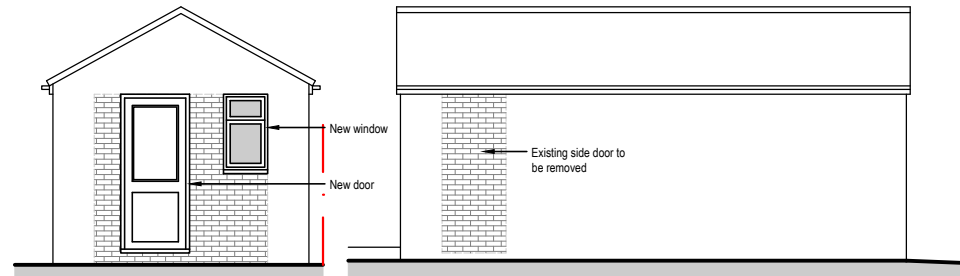 New window
New door
Existing side door to
be removed